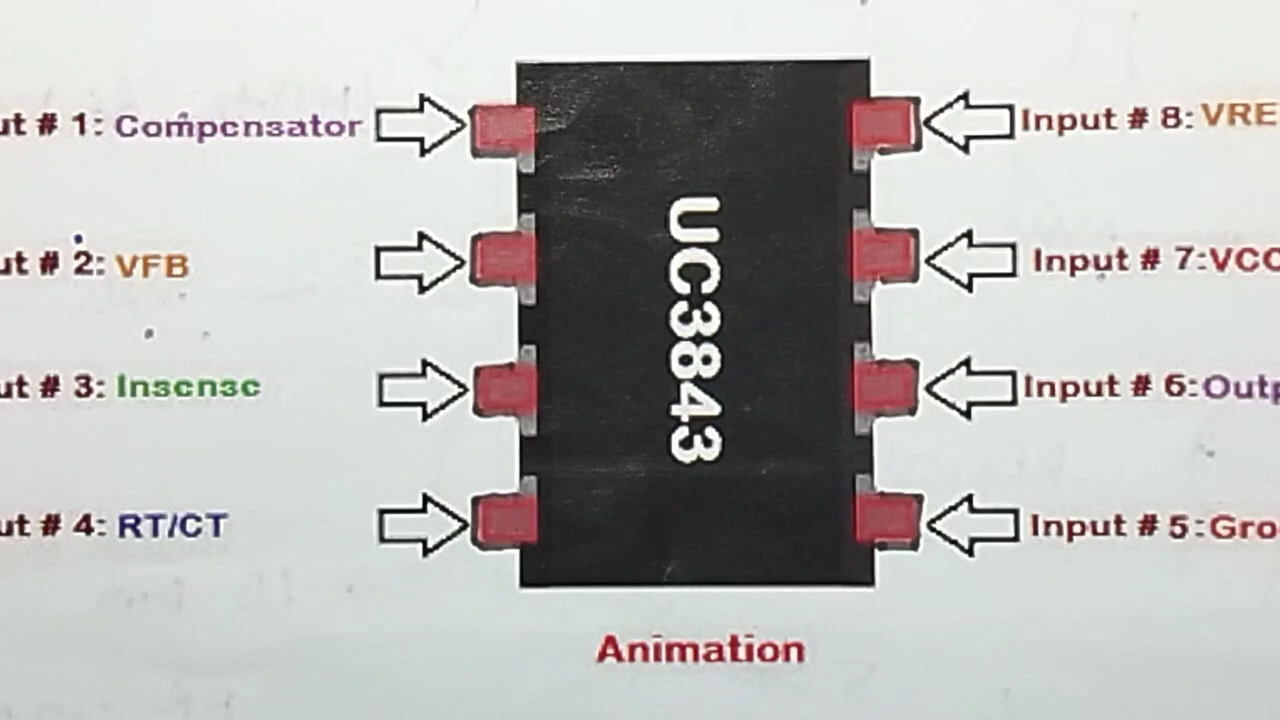 ut # 1: Compensator
Input # 8: VRE
ut # 2: VFB
Input # 7:VCC
ut # 3: Insense
Input # 6:Outp
ut # 4: RT/CT
Input # 5:Gro
UC3843
Animation